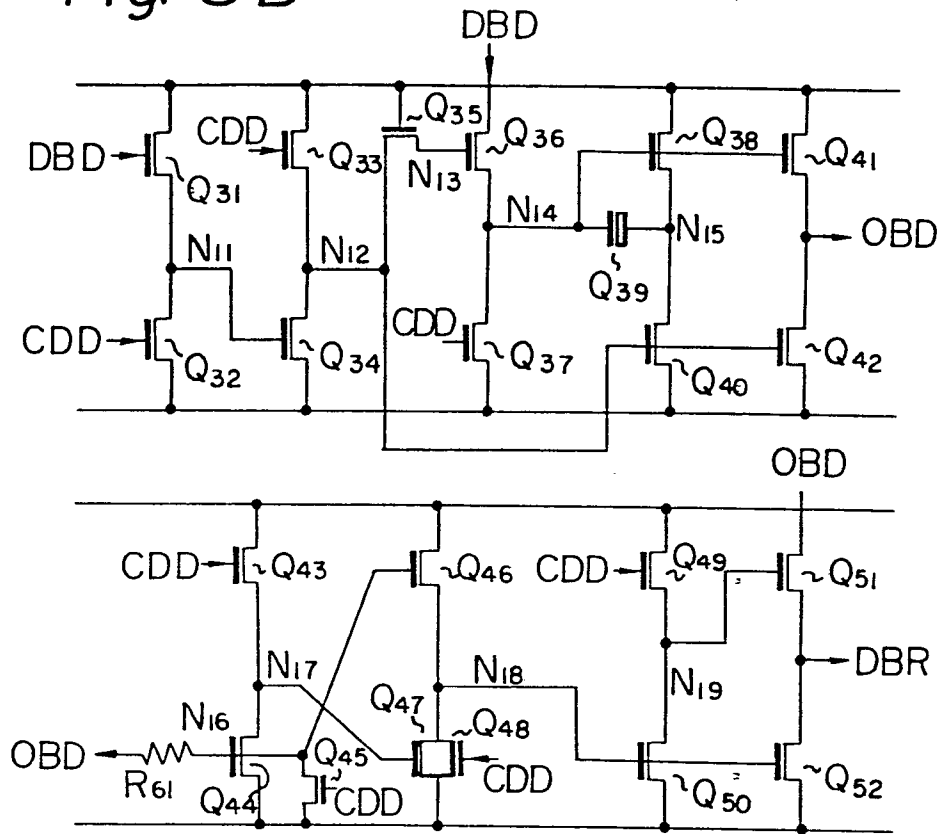 Fig. 8B
DBD
CDD
Q35
Q36
Q38
Q41
DBD
Q33
N13
Q31
N14
N15
OBD
N11
N12
Q39
CDD
CDD
Q32
Q34
Q37
Q40
Q42
OBD
CDD
Q43
Q46
CDD
Q49
Q51
N17
N18
N19
DBR
N16
Q47
Q48
OBD
Q45
CDD
R61
Q44
CDD
Q50
Q52